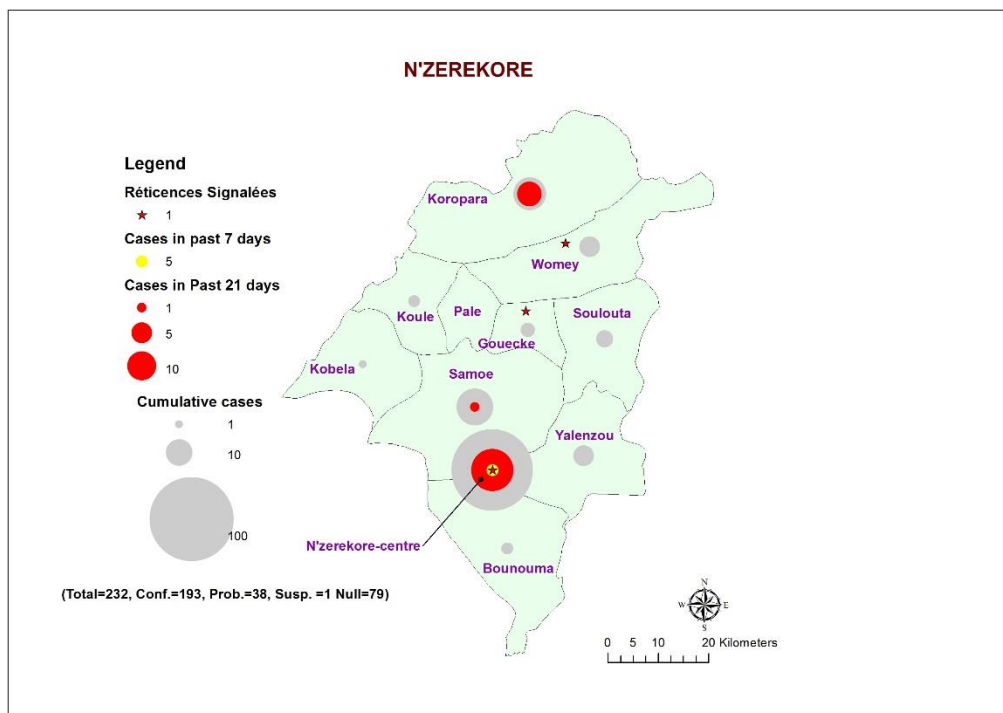 N'ZEREKORE
Legend
Réticences Signalées
1
Cases in past 7 days
5
Cases in Past 21 days
1
5
10
Cumulative cases
1
10
100
(Total=232, Conf.=193, Prob.=38, Susp. =1 Null=79)
Koropara
Womey
Koule
Pale
Soulouta
Gouecke
Kobela
Samoe
Yalenzou
N'zerekore-centre
Bounouma
N
W
E
S
0 5 10 20 Kilometers